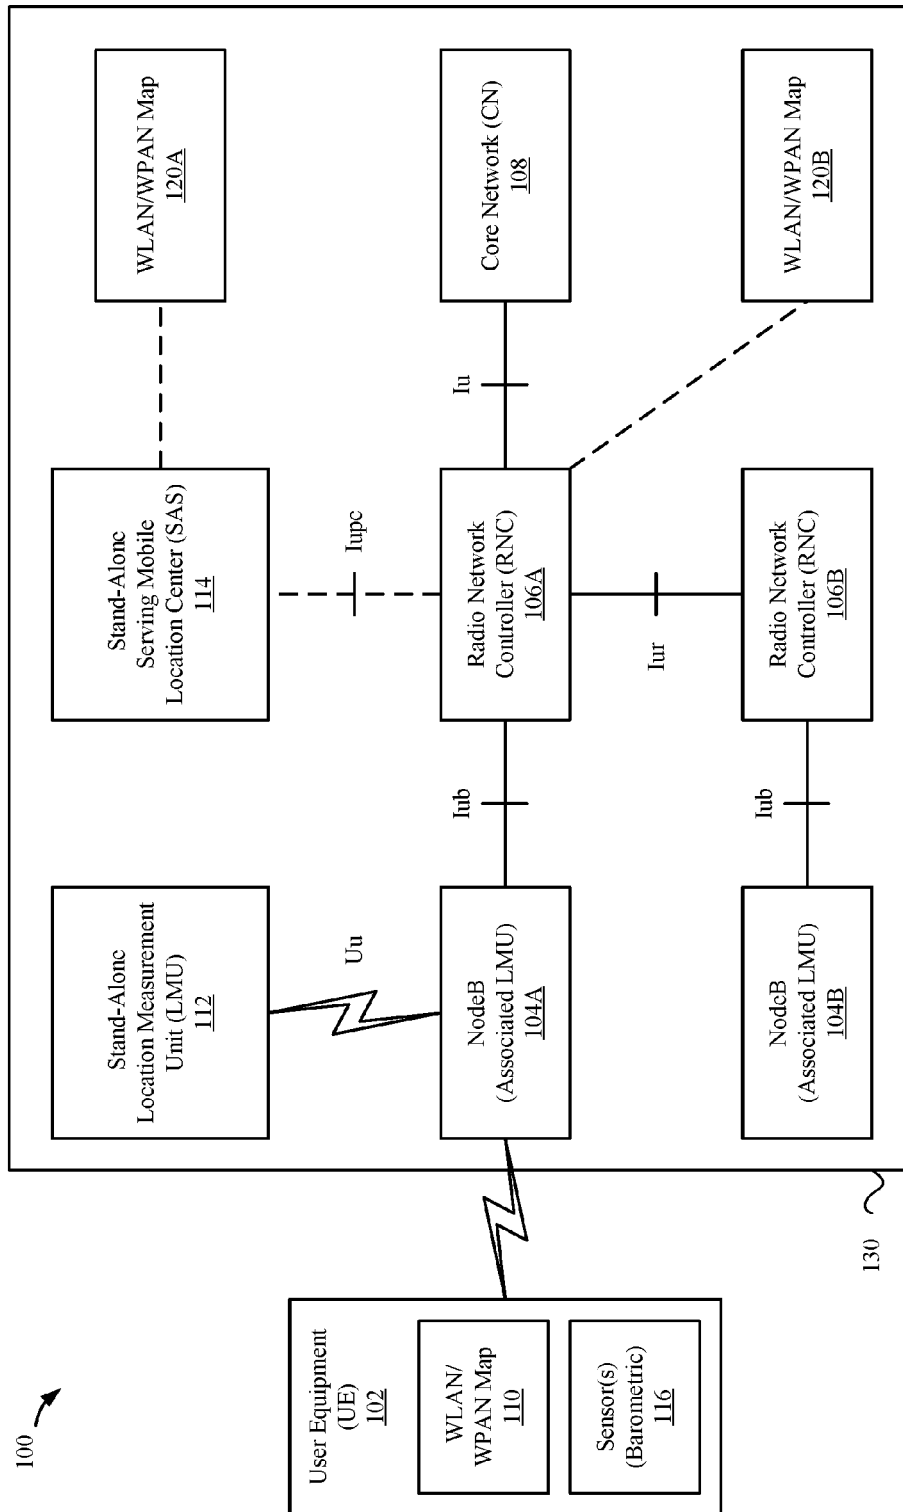 100
Stand-Alone
Location Measurement
Unit (LMU)
112
Stand-Alone
Serving Mobile
Location Center (SAS)
114
WLAN/WPAN Map
120A
Uu
Iupc
User Equipment
(UE)
102
WLAN/
WPAN Map
110
Sensor(s)
(Barometric)
116
NodeB
(Associated LMU)
104A
Iub
Radio Network
Controller (RNC)
106A
Iu
Core Network (CN)
108
Iur
NodeB
(Associated LMU)
104B
Iub
Radio Network
Controller (RNC)
106B
WLAN/WPAN Map
120B
130